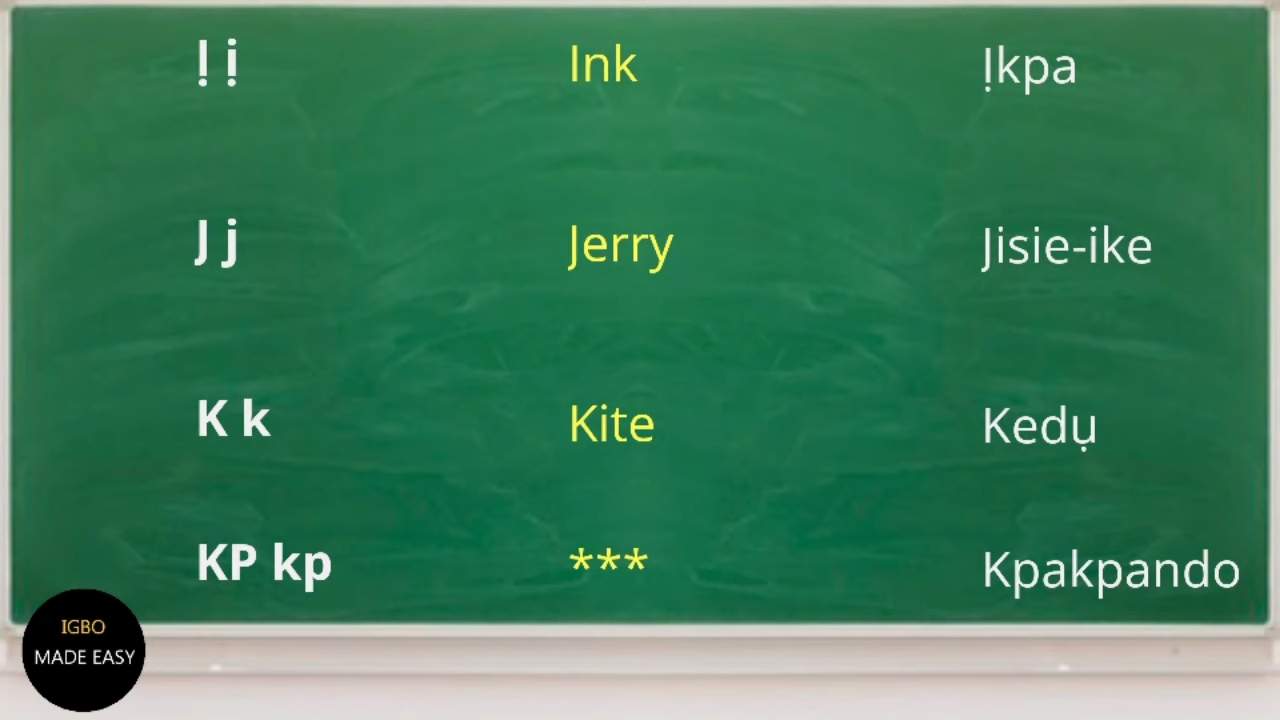 Ị ị Ink Ịkpa
J j Jerry Jisie-ike
K k Kite Kedụ
KP kp *** Kpakpando
IGBO
MADE EASY